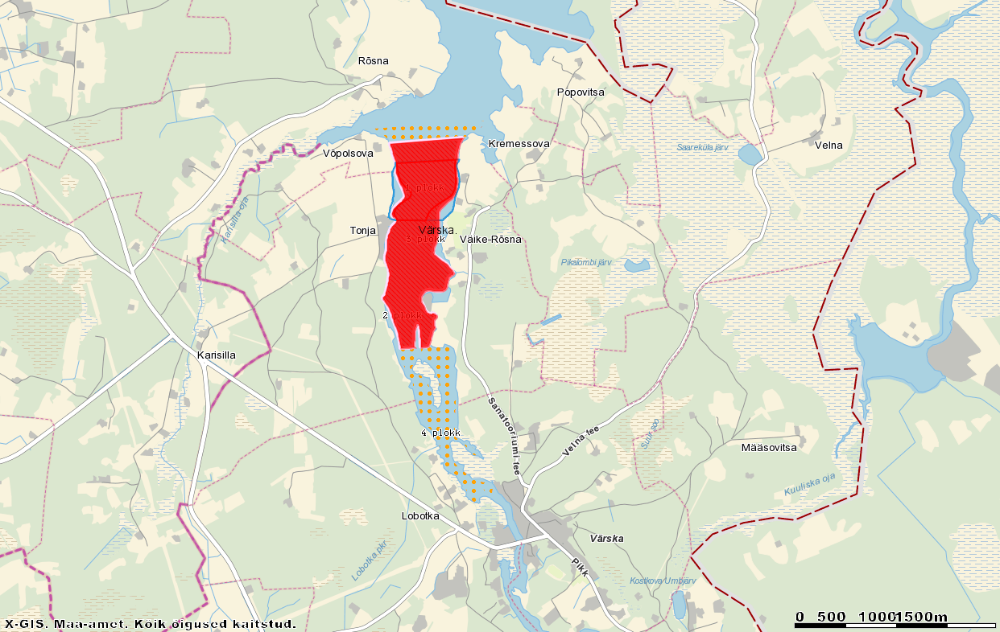 Rõsna
Popovitsa
Võpolsova
Kremessova
Saareküla järv
Velna
1 plokk
Karisilla oja
Tonja
Värska.
3 plokk
Väike-Rõsna
Pikalombi järv
2 plokk
Karisilla
Sanatooriumi tee
4 plokk
Velna tee
Suur soo
Määsovitsa
Kuuliska oja
Lobotka
Värska
Lobotka pkr
Pikk
Kostkova Umbjärv
X-GIS. Maa-amet. Kõik õigused kaitstud.
0 500 1000 1500m